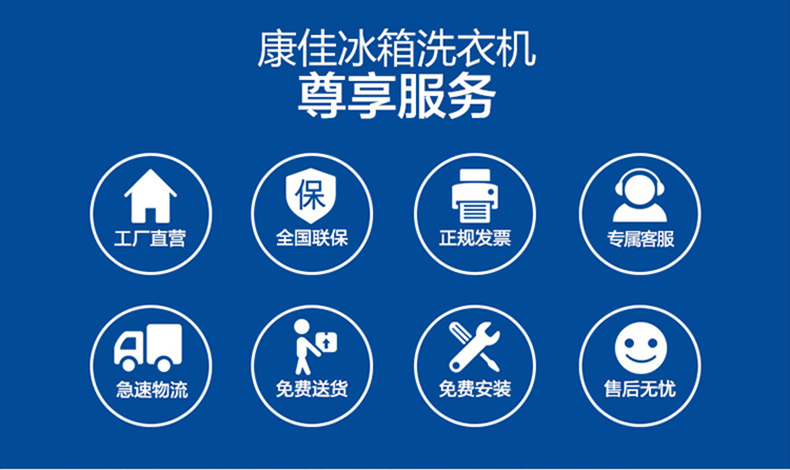 康佳冰箱洗衣机
尊享服务
保
工厂直营
全国联保
正规发票
专属客服
急速物流
免费送货
免费安装
售后无忧